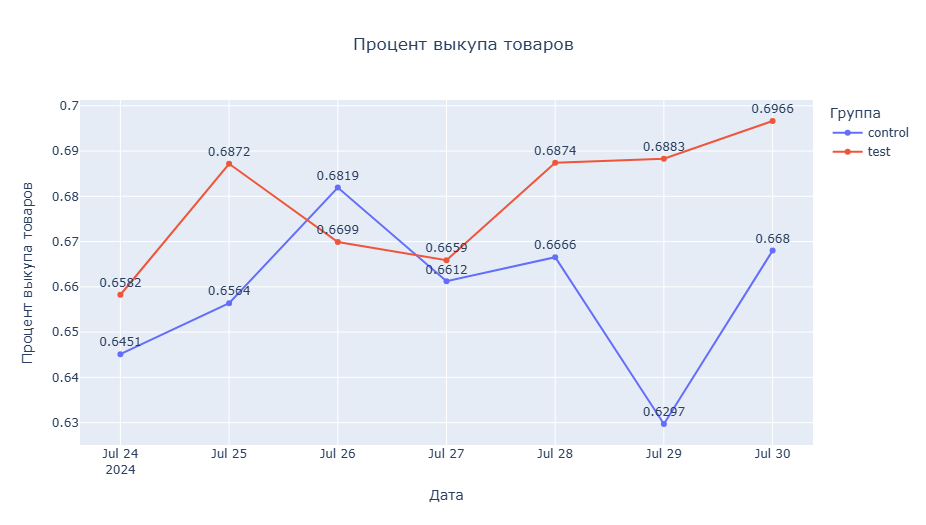 Процент выкупа товаров
Группа
control
test
Процент выкупа товаров
0.7
0.69
0.68
0.67
0.66
0.65
0.64
0.63
0.6451
0.6564
0.6819
0.6612
0.6666
0.6297
0.668
0.6582
0.6872
0.6699
0.6659
0.6874
0.6883
0.6966
Jul 24
2024
Jul 25
Jul 26
Jul 27
Jul 28
Jul 29
Jul 30
Дата